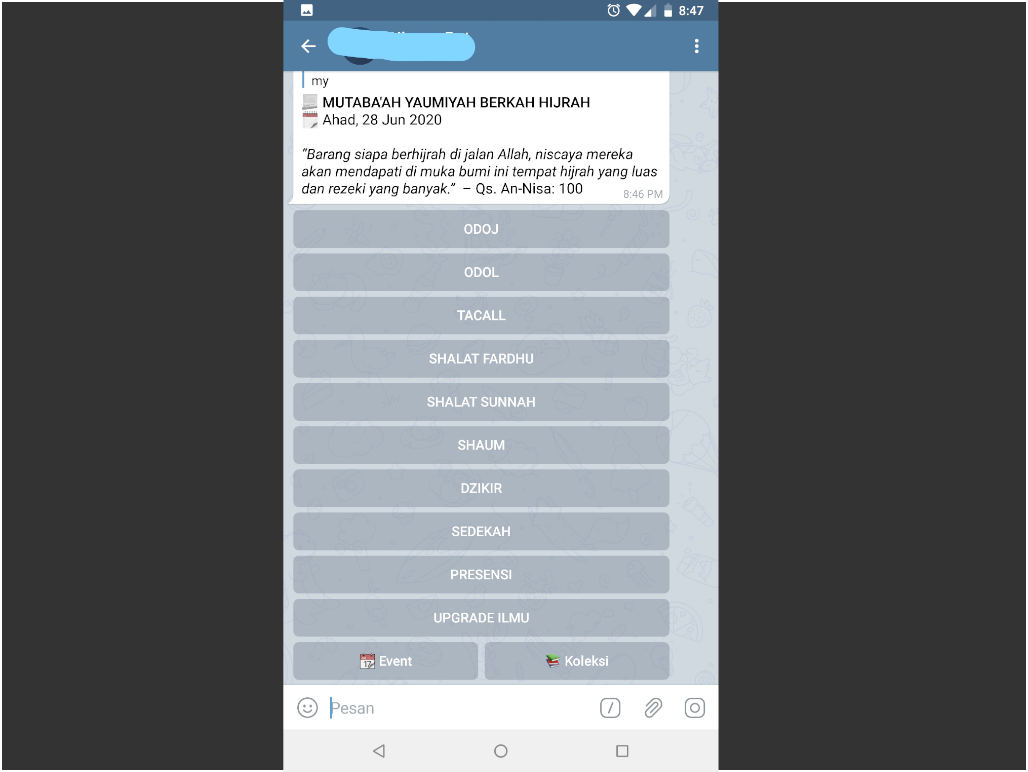 8:47
my
MUTABA'AH YAUMIYAH BERKAH HIJRAH
Ahad, 28 Jun 2020
“Barang siapa berhijrah di jalan Allah, niscaya mereka
akan mendapati di muka bumi ini tempat hijrah yang luas
dan rezeki yang banyak.” – Qs. An-Nisa: 100
8:46 PM
ODOJ
ODOL
TACALL
SHALAT FARDHU
SHALAT SUNNAH
SHAUM
DZIKIR
SEDEKAH
PRESENSI
UPGRADE ILMU
Event
Koleksi
Pesan